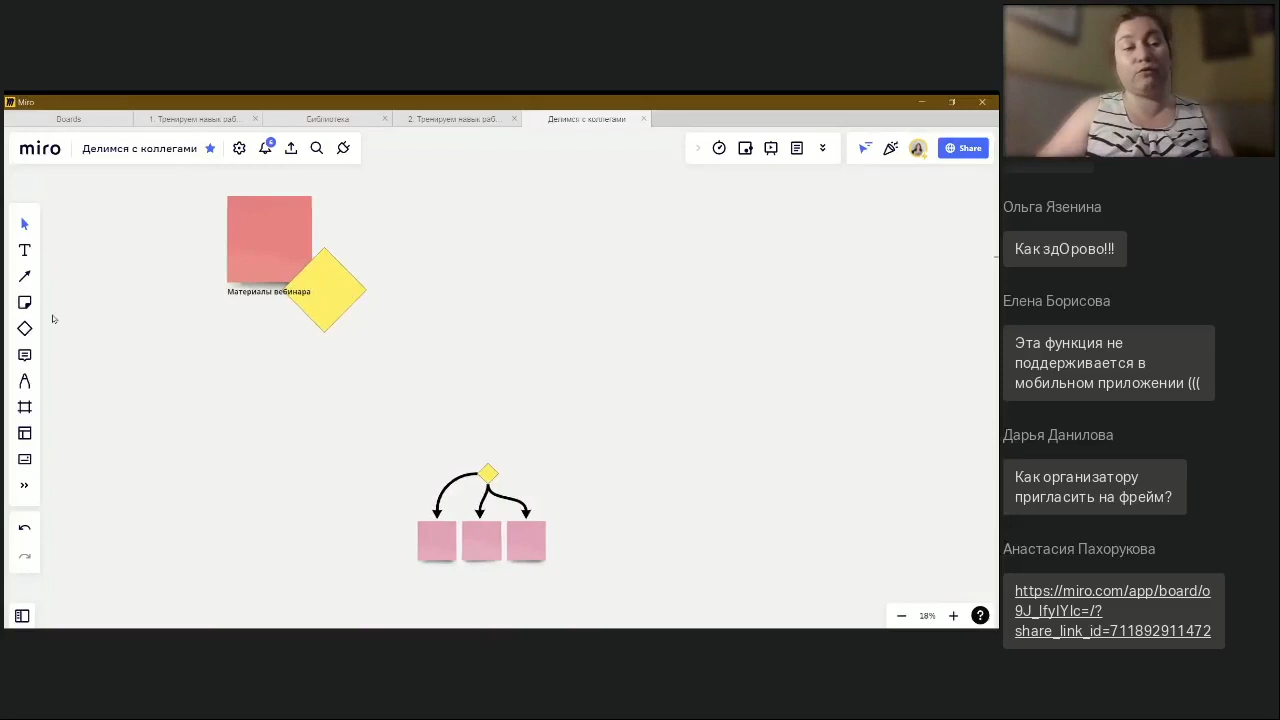 Miro
Boards
1. Тренируем навык раб...
Библиотека
2. Тренируем навык раб...
Делимся с коллегами
miro
Делимся с коллегами
6
Share
Материалы вебинара
18%
Ольга Язенина
Как здОрово!!!
Елена Борисова
Эта функция не
поддерживается в
мобильном приложении (((
Дарья Данилова
Как организатору
пригласить на фрейм?
Анастасия Пахорукова
https://miro.com/app/board/o
9J_lfyIYlc=/?
share_link_id=711892911472